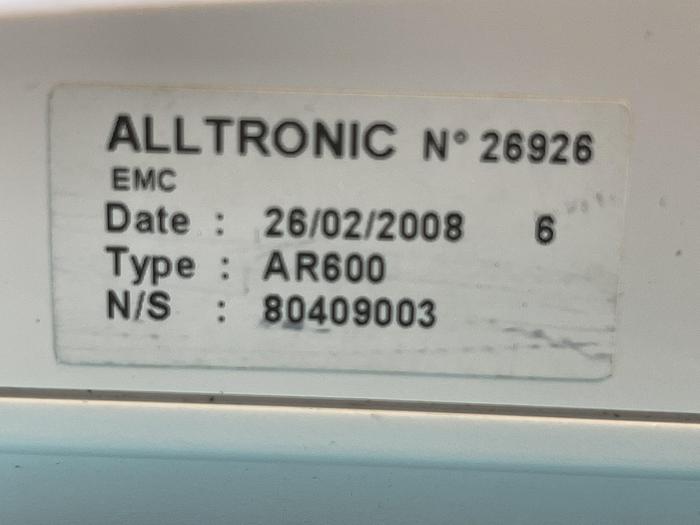 ALLTRONIC N° 26926
EMC
Date : 26/02/2008 6
Type : AR600
N/S : 80409003